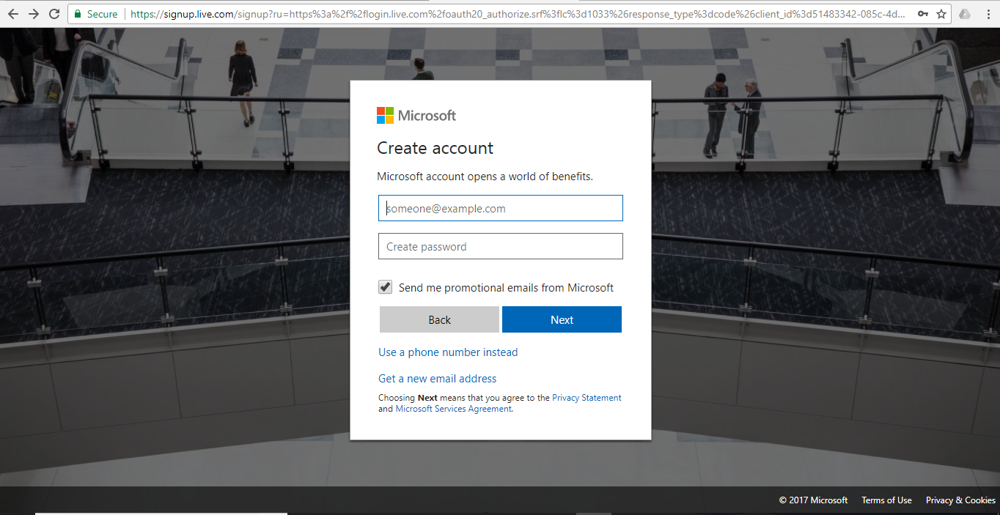 Secure
https://signup.live.com/signup?ru=https%3a%2f%2flogin.live.com%2foauth20_authorize.srf%3flc%3d1033%26response_type%3dcode%26client_id%3d51483342-085c-4d...
Microsoft
Create account
Microsoft account opens a world of benefits.
someone@example.com
Create password
Send me promotional emails from Microsoft
Back Next
Use a phone number instead
Get a new email address
Choosing Next means that you agree to the Privacy Statement
and Microsoft Services Agreement.
© 2017 Microsoft Terms of Use Privacy & Cookies